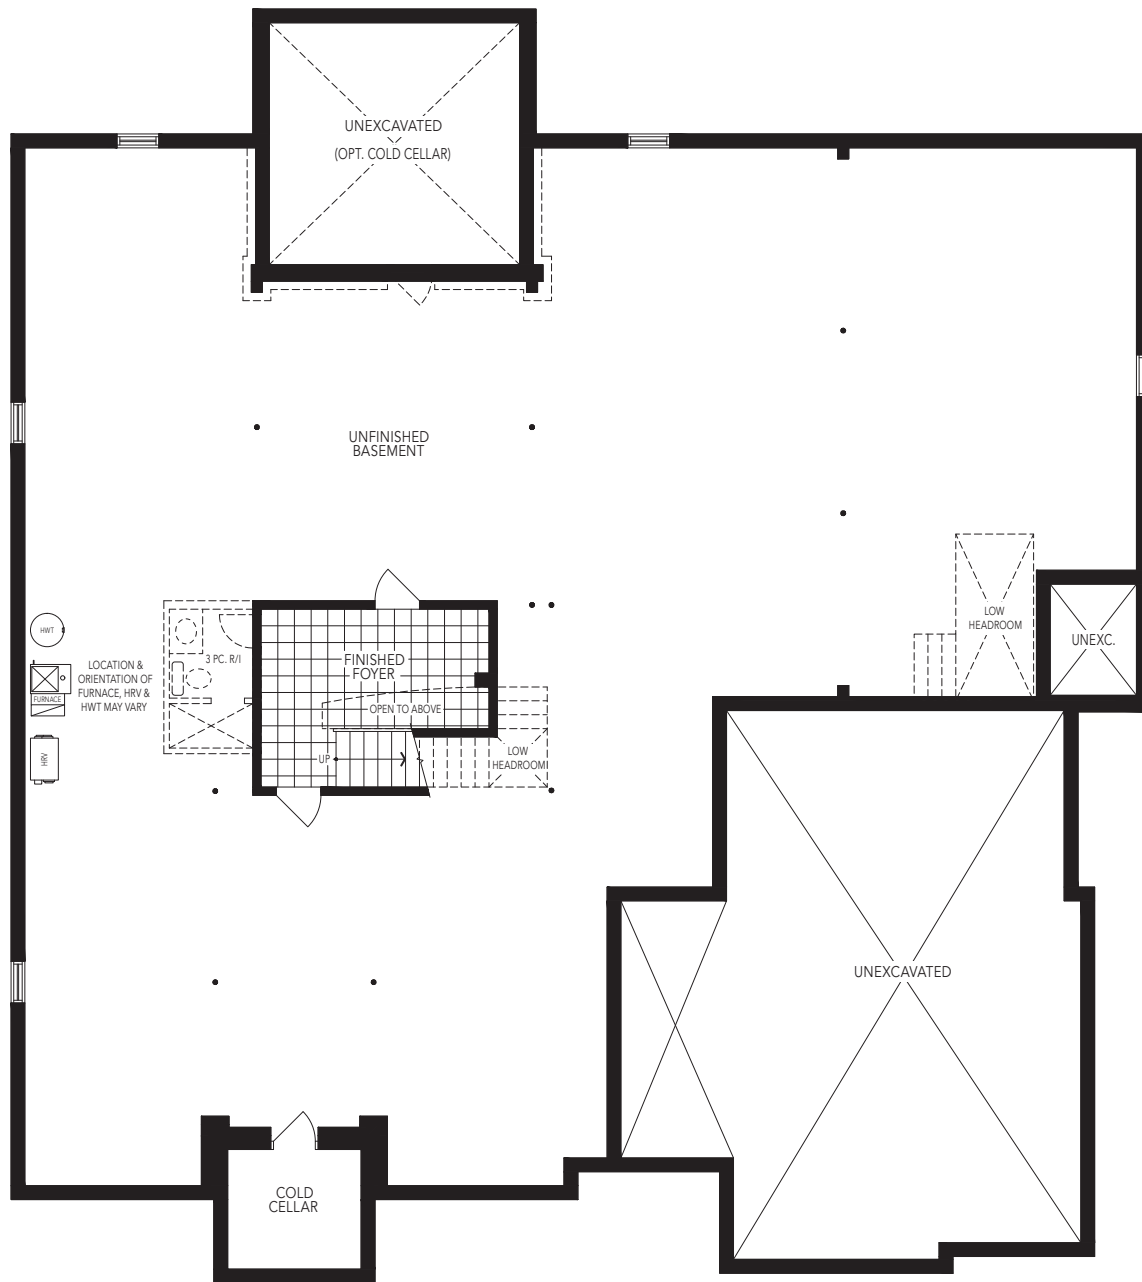 UNEXCAVATED
(OPT. COLD CELLAR)
UNFINISHED
BASEMENT
LOW
HEADROOM
UNEXC.
HWT
3 PC. R/I
FINISHED
FOYER
LOCATION &
ORIENTATION OF
FURNACE, HRV &
HWT MAY VARY
FURNACE
OPEN TO ABOVE
HRV
UP
LOW
HEADROOM
UNEXCAVATED
COLD
CELLAR